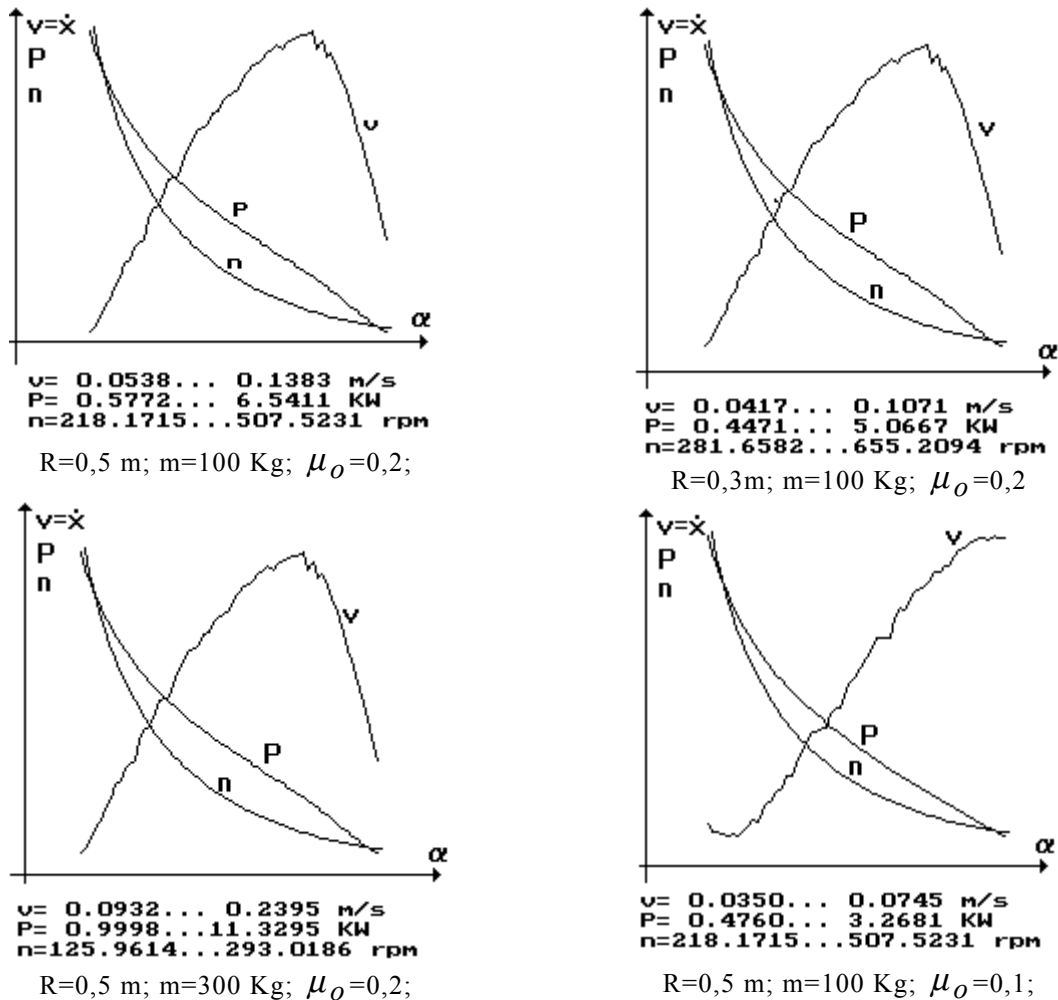 v=ẋ
P
n
υ
P
n
α
v= 0.0538... 0.1383 m/s
P= 0.5772... 6.5411 KW
n=218.1715...507.5231 rpm
R=0,5 m; m=100 Kg; μo=0,2;
v=ẋ
P
n
v
P
n
α
v= 0.0417... 0.1071 m/s
P= 0.4471... 5.0667 KW
n=281.6582...655.2094 rpm
R=0,3m; m=100 Kg; μo=0,2
v=ẋ
P
n
v
P
n
α
v= 0.0932... 0.2395 m/s
P= 0.9998...11.3295 KW
n=125.9614...293.0186 rpm
R=0,5 m; m=300 Kg; μo=0,2;
v=ẋ
P
n
v
P
n
α
v= 0.0350... 0.0745 m/s
P= 0.4760... 3.2681 KW
n=218.1715...507.5231 rpm
R=0,5 m; m=100 Kg; μo=0,1;